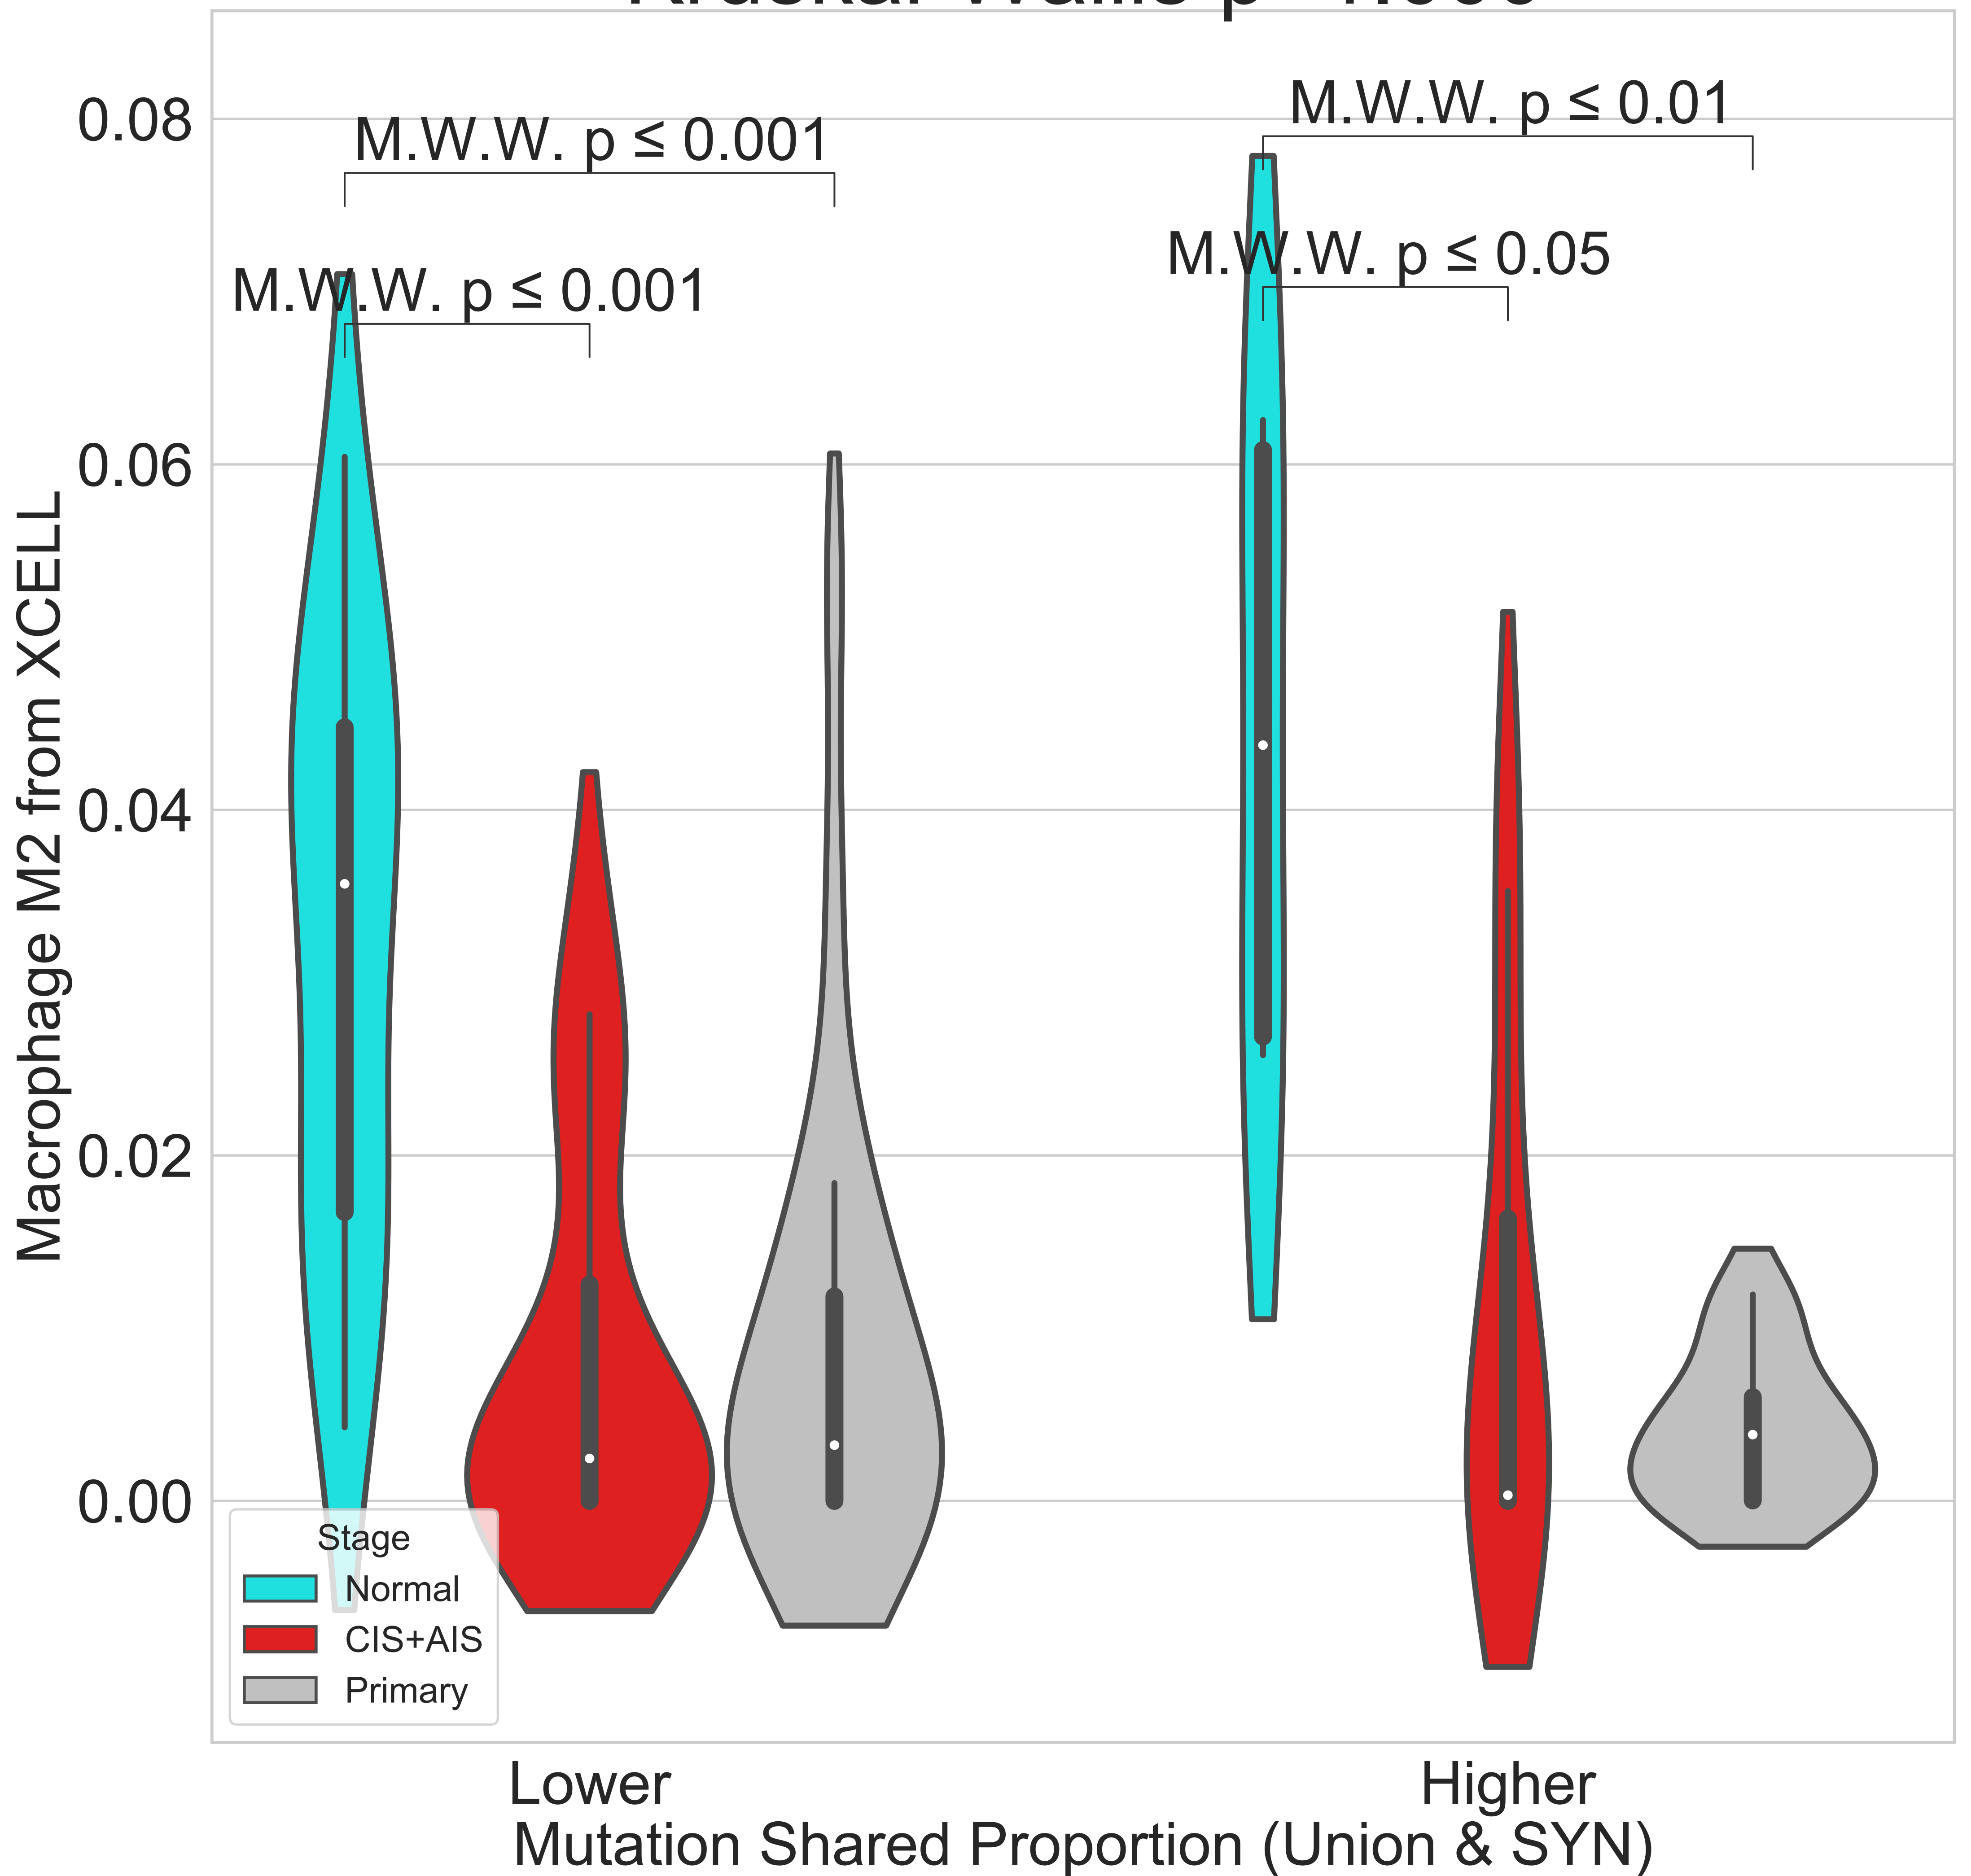 M.W.W. p ≤ 0.01
0.08
M.W.W. p ≤ 0.001
M.W.W. p ≤ 0.05
M.W.W. p ≤ 0.001
0.06
Macrophage M2 from XCELL
0.04
0.02
0.00
Stage
Normal
CIS+AIS
Primary
Lower
Higher
Mutation Shared Proportion (Union & SYN)